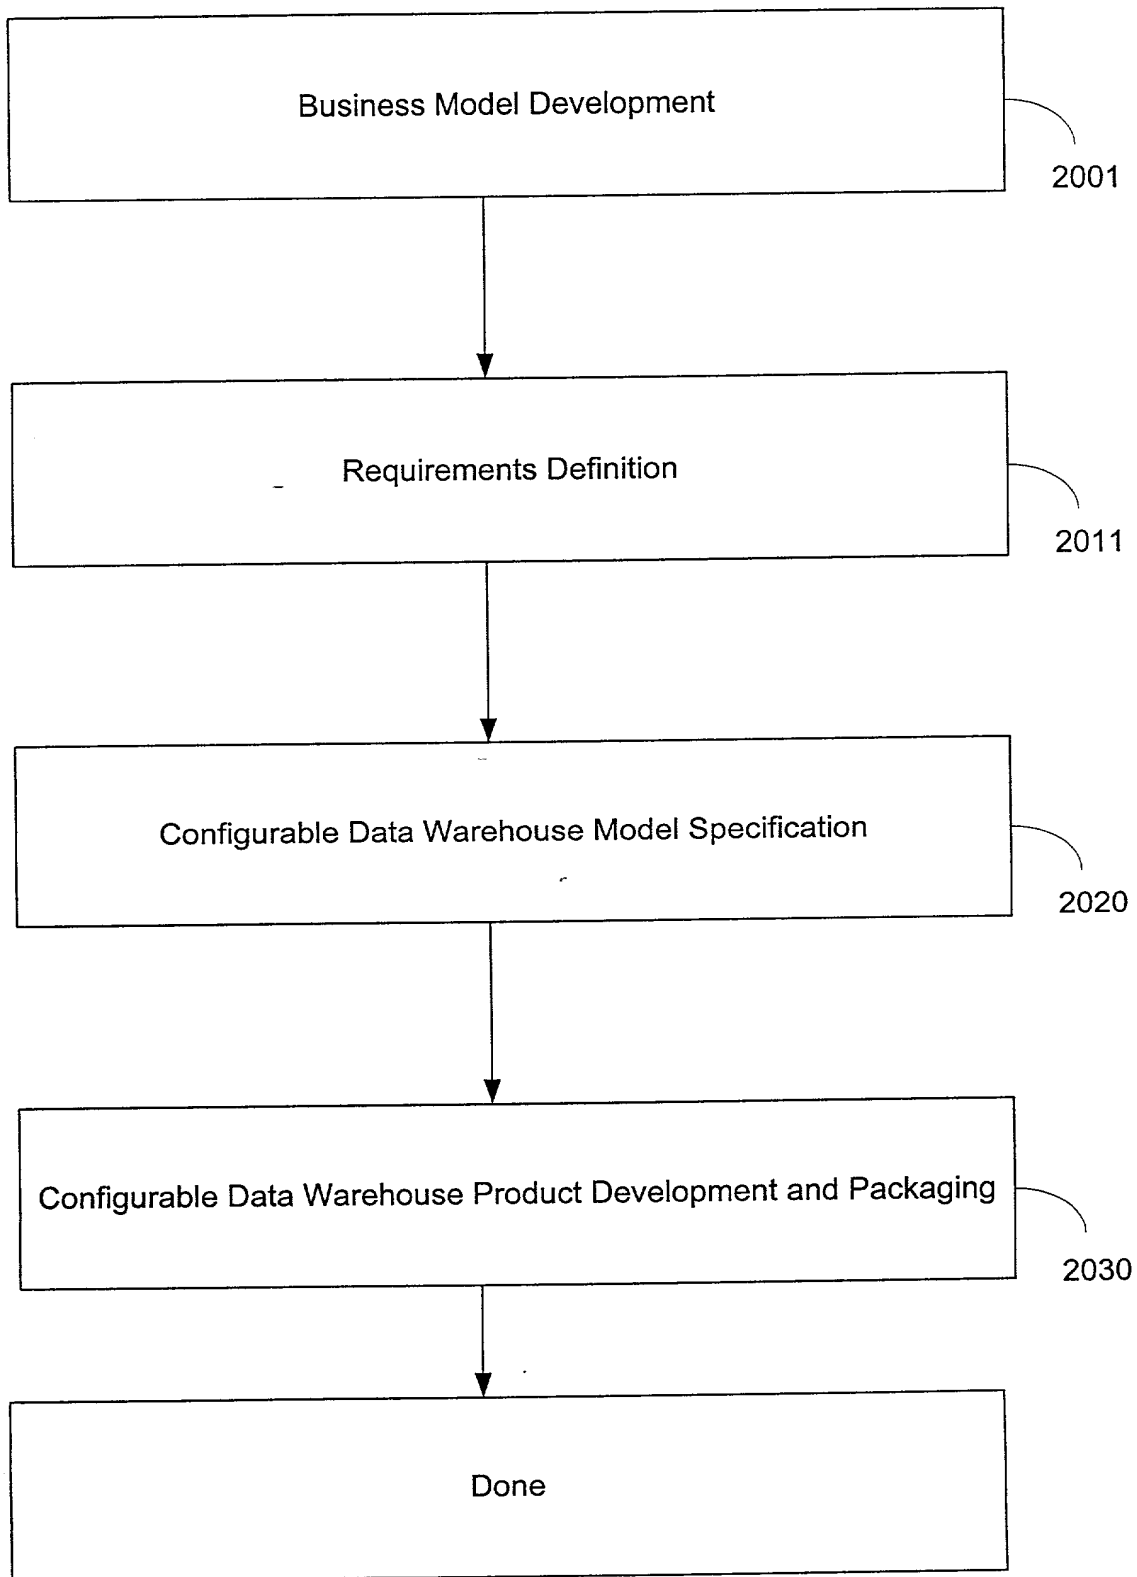 Business Model Development
2001
Requirements Definition
2011
Configurable Data Warehouse Model Specification
2020
Configurable Data Warehouse Product Development and Packaging
2030
Done